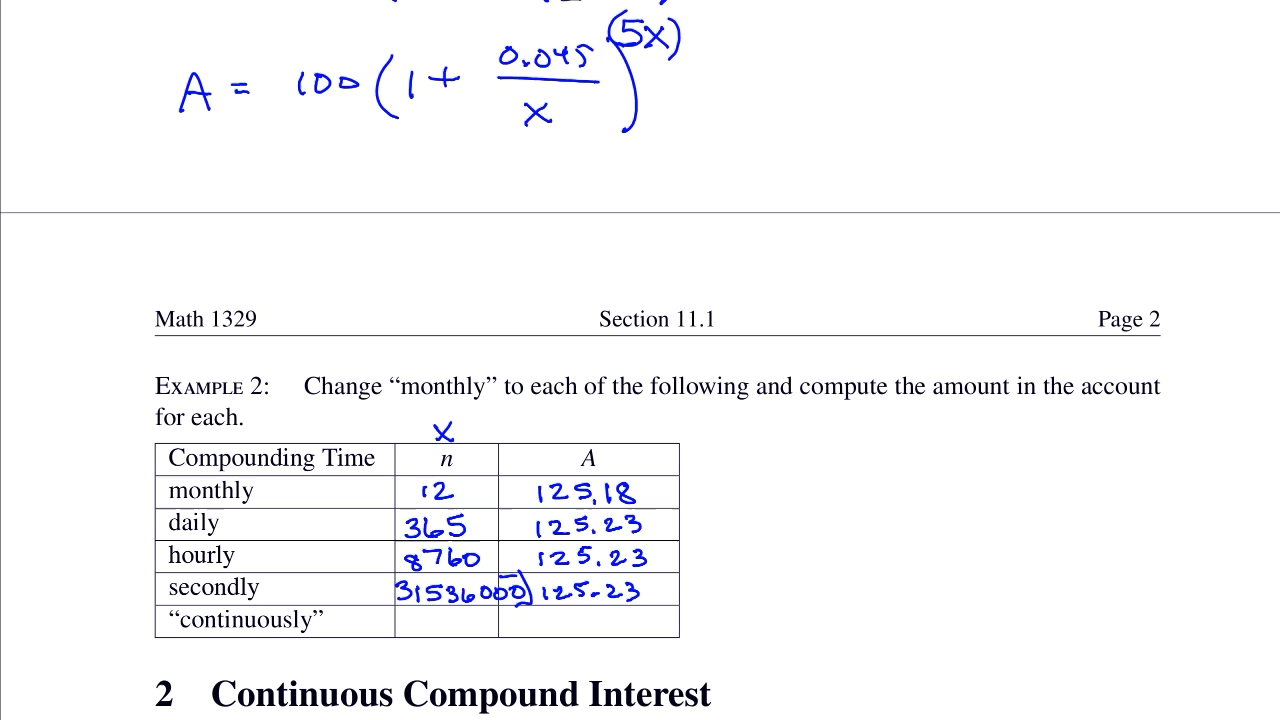 A = 100 (1 + 0.045 / x)^(5x)
Math 1329 Section 11.1 Page 2
EXAMPLE 2: Change “monthly” to each of the following and compute the amount in the account
for each.
x
Compounding Time n A
monthly 12 125.18
daily 365 125.23
hourly 8760 125.23
secondly 31536000 125.23
“continuously”
2 Continuous Compound Interest